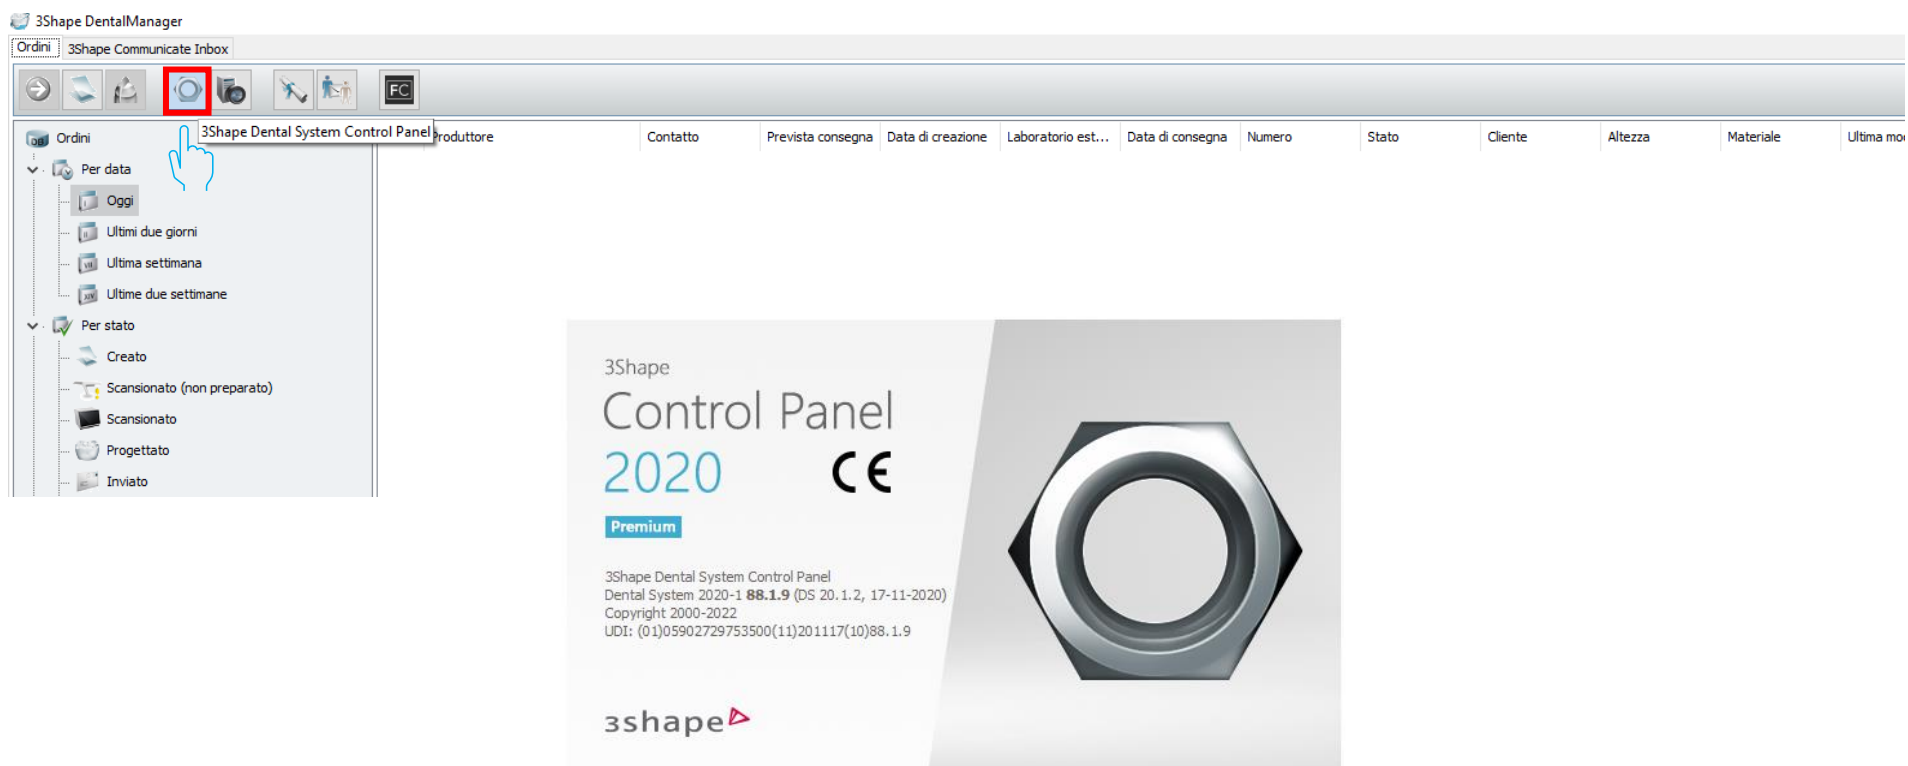 3Shape DentalManager
Ordini 3Shape Communicate Inbox
FC
3Shape Dental System Control Panel
Ordini
Produttore Contatto Prevista consegna Data di creazione Laboratorio est... Data di consegna Numero Stato Cliente Altezza Materiale Ultima mod
Per data
Oggi
Ultimi due giorni
Ultima settimana
Ultime due settimane
Per stato
Creato
Scansionato (non preparato)
Scansionato
Progettato
Inviato
3Shape
Control Panel
2020 CE
Premium
3Shape Dental System Control Panel
Dental System 2020-1 88.1.9 (DS 20.1.2, 17-11-2020)
Copyright 2000-2022
UDI: (01)05902729753500(11)201117(10)88.1.9
3shape